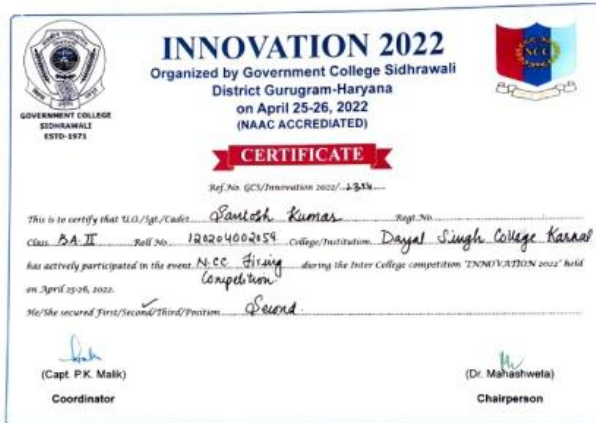 INNOVATION 2022
Organized by Government College Sidhrawali
District Gurugram-Haryana
on April 25-26, 2022
(NAAC ACCREDITED)
GOVERNMENT COLLEGE
SIDHRAWALI
ESTD-1971
NCC
CERTIFICATE
Ref.No. GCS/Innovation 2022/
This is to certify that U.O./Sgt./Cadet Santosh Kumar Regt.No.
Class BA II Roll No. 120204002059 College/Institution Dayal Singh College Karnal
has actively participated in the event N.CC Firing Competition during the Inter College competition "INNOVATION 2022" held
on April 25-26, 2022.
He/She secured First/Second/Third/Position Second
(Capt. P.K. Malik)
Coordinator
(Dr. Mahashweta)
Chairperson